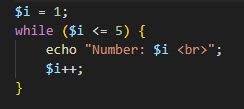 $i = 1;
while ($i <= 5) {
    echo "Number: $i <br>";
    $i++;
}